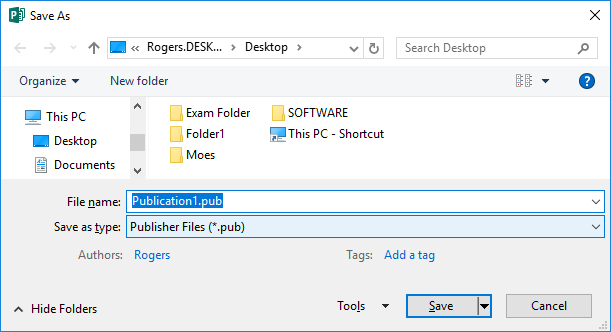 Save As
« Rogers.DESK... > Desktop >
Search Desktop
Organize New folder
This PC
Desktop
Documents
Exam Folder
Folder1
Moes
SOFTWARE
This PC - Shortcut
File name: Publication1.pub
Save as type: Publisher Files (*.pub)
Authors: Rogers Tags: Add a tag
Hide Folders Tools Save Cancel